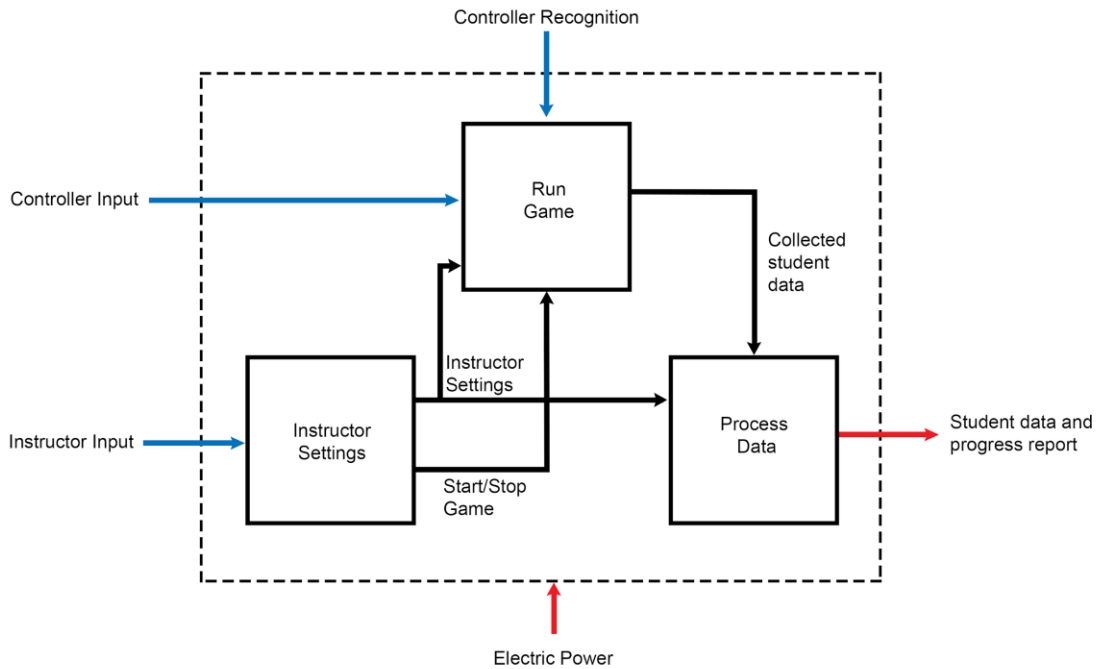 Controller Recognition
Run
Game
Controller Input
Collected
student
data
Instructor
Settings
Instructor
Settings
Process
Data
Instructor Input
Student data and
progress report
Start/Stop
Game
Electric Power